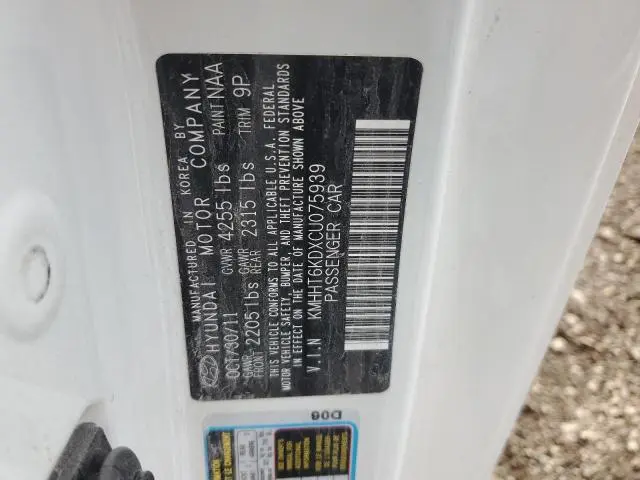 MANUFACTURED IN KOREA BY
HYUNDAI MOTOR COMPANY
OCT/30/11 GVWR 4255 lbs PAINT NAA
GAWR FRONT 2205 lbs GAWR REAR 2315 lbs TRIM 9P
THIS VEHICLE CONFORMS TO ALL APPLICABLE U.S.A. FEDERAL
MOTOR VEHICLE SAFETY, BUMPER, AND THEFT PREVENTION STANDARDS
IN EFFECT ON THE DATE OF MANUFACTURE SHOWN ABOVE
V.I.N KMHHT6KDXCU075939
PASSENGER CAR
D06